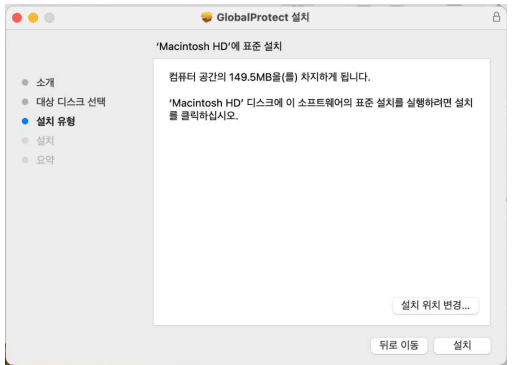 GlobalProtect 설치
'Macintosh HD'에 표준 설치
소개
대상 디스크 선택
설치 유형
설치
요약
컴퓨터 공간의 149.5MB을(를) 차지하게 됩니다.
'Macintosh HD' 디스크에 이 소프트웨어의 표준 설치를 실행하려면 설치
를 클릭하십시오.
설치 위치 변경...
뒤로 이동
설치